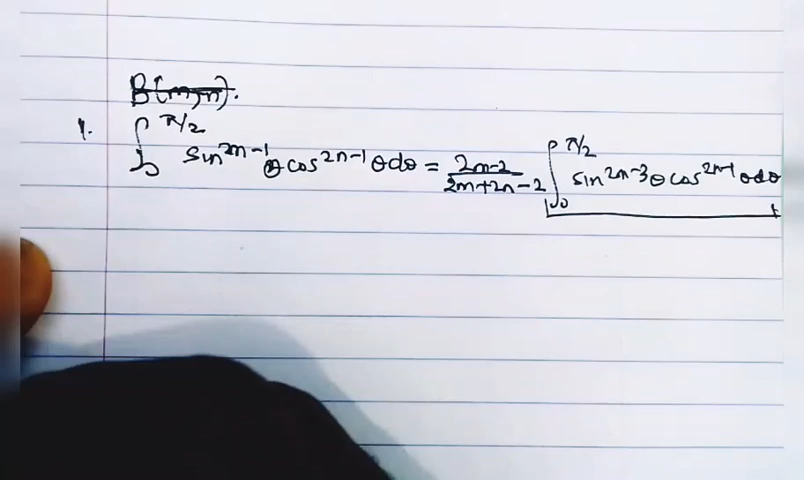 B(m,n).
1. ∫₀^{π/2} sin^{2m-1}θ cos^{2n-1}θ dθ = \frac{2m-2}{2m+2n-2} ∫₀^{π/2} sin^{2m-3}θ cos^{2n-1}θ dθ